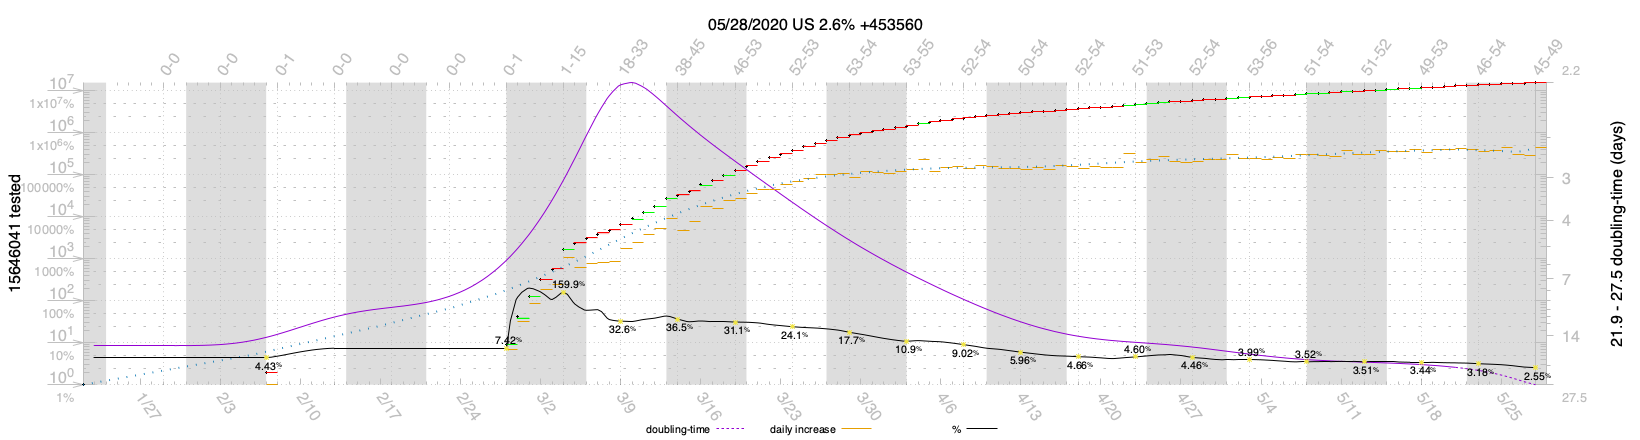 05/28/2020 US 2.6% +453560
0-0 0-0 0-1 0-0 0-0 0-0 0-1 1-15 18-33 38-45 46-53 52-53 53-54 53-55 52-54 50-54 52-54 51-53 52-54 53-56 51-54 51-52 49-53 46-54 45-49
10⁷ 2.2
1x10⁷%
10⁶
1x10⁶%
10⁵
100000% 3
10⁴ 4
10000%
10³
1000% 7
10²
100%
10¹ 14
10%
10⁰
1% 27.5
156646041 tested
21.9 - 27.5 doubling-time (days)
4.43% 7.42% 159.9% 32.6% 36.5% 31.1% 24.1% 17.7% 10.9% 9.02% 5.96% 4.66% 4.60% 4.46% 3.99% 3.52% 3.51% 3.44% 3.18% 2.55%
1/27 2/3 2/10 2/17 2/24 3/2 3/9 3/16 3/23 3/30 4/6 4/13 4/20 4/27 5/4 5/11 5/18 5/25
doubling-time daily increase %